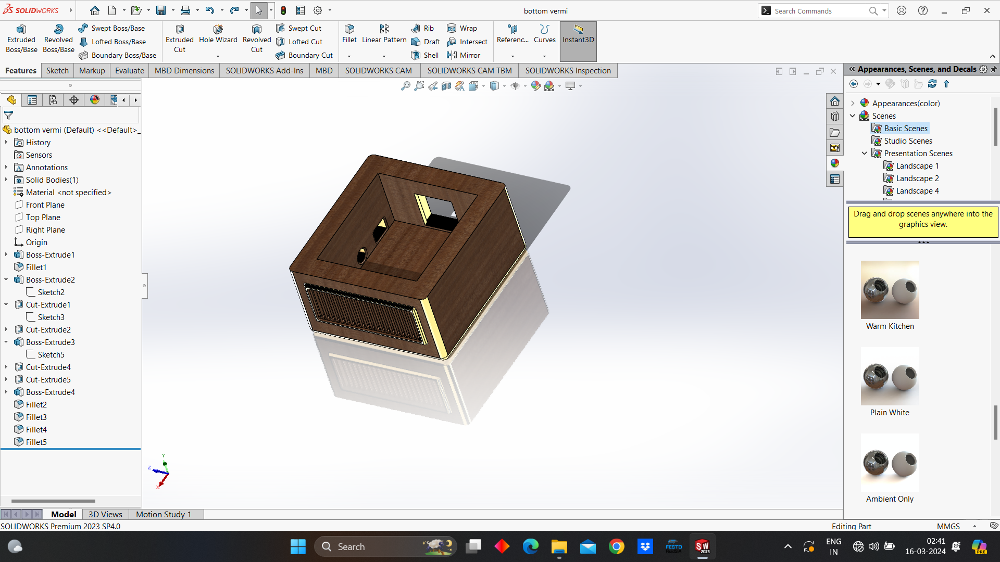 SOLIDWORKS
bottom vermi
Search Commands
Extruded Boss/Base
Revolved Boss/Base
Swept Boss/Base
Lofted Boss/Base
Boundary Boss/Base
Extruded Cut
Hole Wizard
Revolved Cut
Swept Cut
Lofted Cut
Boundary Cut
Fillet
Linear Pattern
Rib
Draft
Shell
Wrap
Intersect
Mirror
Referenc...
Curves
Instant3D
Features
Sketch
Markup
Evaluate
MBD Dimensions
SOLIDWORKS Add-Ins
MBD
SOLIDWORKS CAM
SOLIDWORKS CAM TBM
SOLIDWORKS Inspection
bottom vermi (Default) <<Default>_
History
Sensors
Annotations
Solid Bodies(1)
Material <not specified>
Front Plane
Top Plane
Right Plane
Origin
Boss-Extrude1
Fillet1
Boss-Extrude2
Sketch2
Cut-Extrude1
Sketch3
Cut-Extrude2
Boss-Extrude3
Sketch5
Cut-Extrude4
Cut-Extrude5
Boss-Extrude4
Fillet2
Fillet3
Fillet4
Fillet5
Y
Z
X
Appearances, Scenes, and Decals
Appearances(color)
Scenes
Basic Scenes
Studio Scenes
Presentation Scenes
Landscape 1
Landscape 2
Landscape 4
Drag and drop scenes anywhere into the
graphics view.
Warm Kitchen
Plain White
Ambient Only
Model
3D Views
Motion Study 1
SOLIDWORKS Premium 2023 SP4.0
Editing Part
MMGS
Search
FESTO
SW
2023
ENG
IN
02:41
16-03-2024
PRE